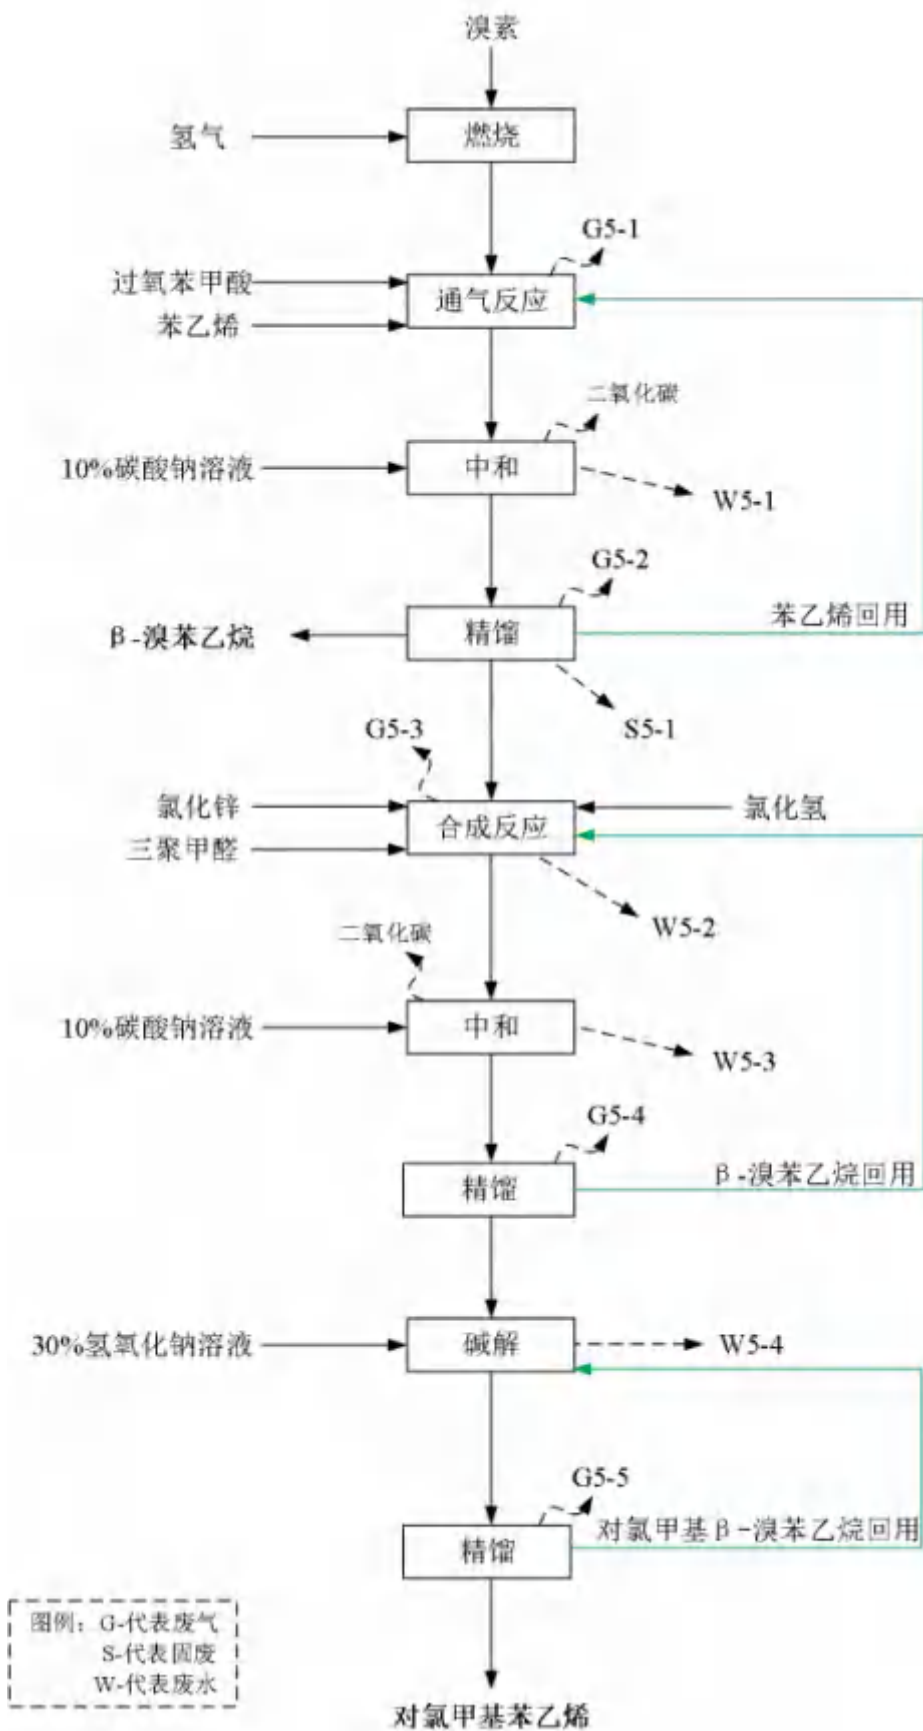 溴素
氢气
燃烧
G5-1
过氧苯甲酸
通气反应
苯乙烯
二氧化碳
10%碳酸钠溶液
中和
W5-1
G5-2
β-溴苯乙烷
精馏
苯乙烯回用
S5-1
G5-3
氯化锌
合成反应
氯化氢
三聚甲醛
W5-2
二氧化碳
10%碳酸钠溶液
中和
W5-3
G5-4
精馏
β-溴苯乙烷回用
30%氢氧化钠溶液
碱解
W5-4
G5-5
精馏
对氯甲基β-溴苯乙烷回用
图例：G-代表废气
S-代表固废
W-代表废水
对氯甲基苯乙烯